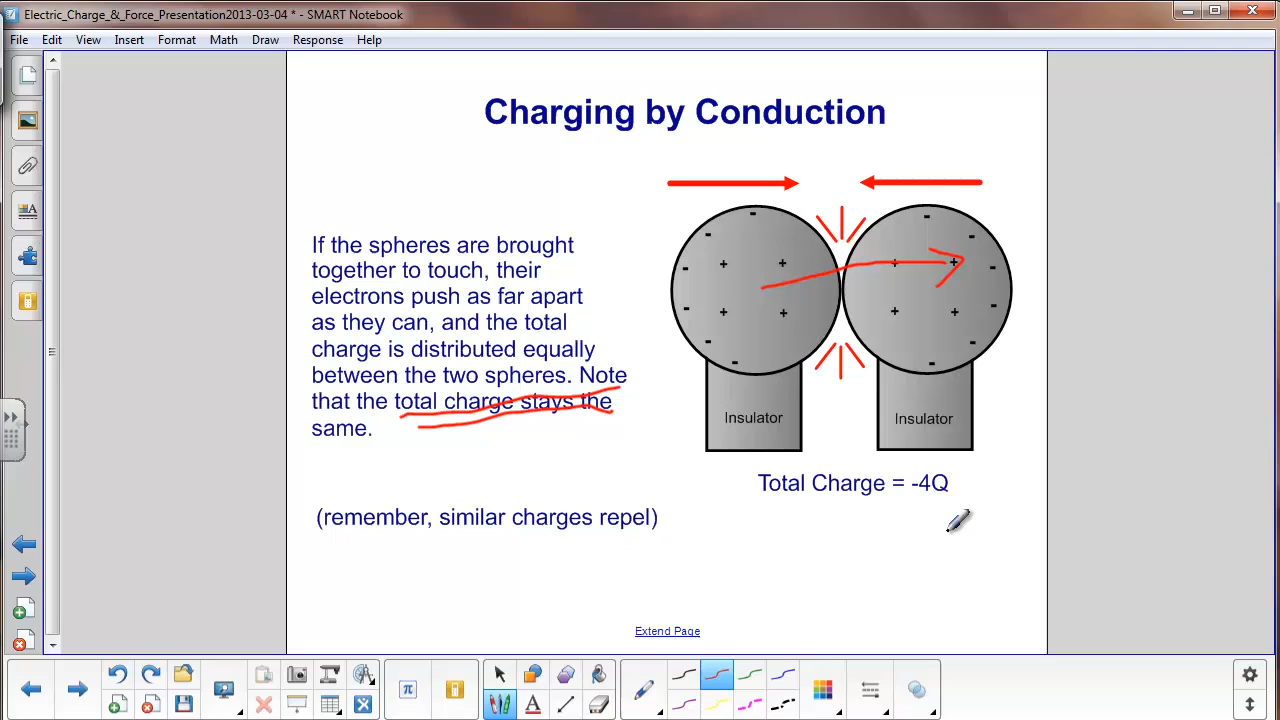 Electric_Charge_&_Force_Presentation2013-03-04 * - SMART Notebook
File Edit View Insert Format Math Draw Response Help
Charging by Conduction
If the spheres are brought
together to touch, their
electrons push as far apart
as they can, and the total
charge is distributed equally
between the two spheres. Note
that the total charge stays the
same.
(remember, similar charges repel)
- - - - - - -
+ + + +
Insulator
- - - - - -
+ + + +
Insulator
Total Charge = -4Q
Extend Page
π
A